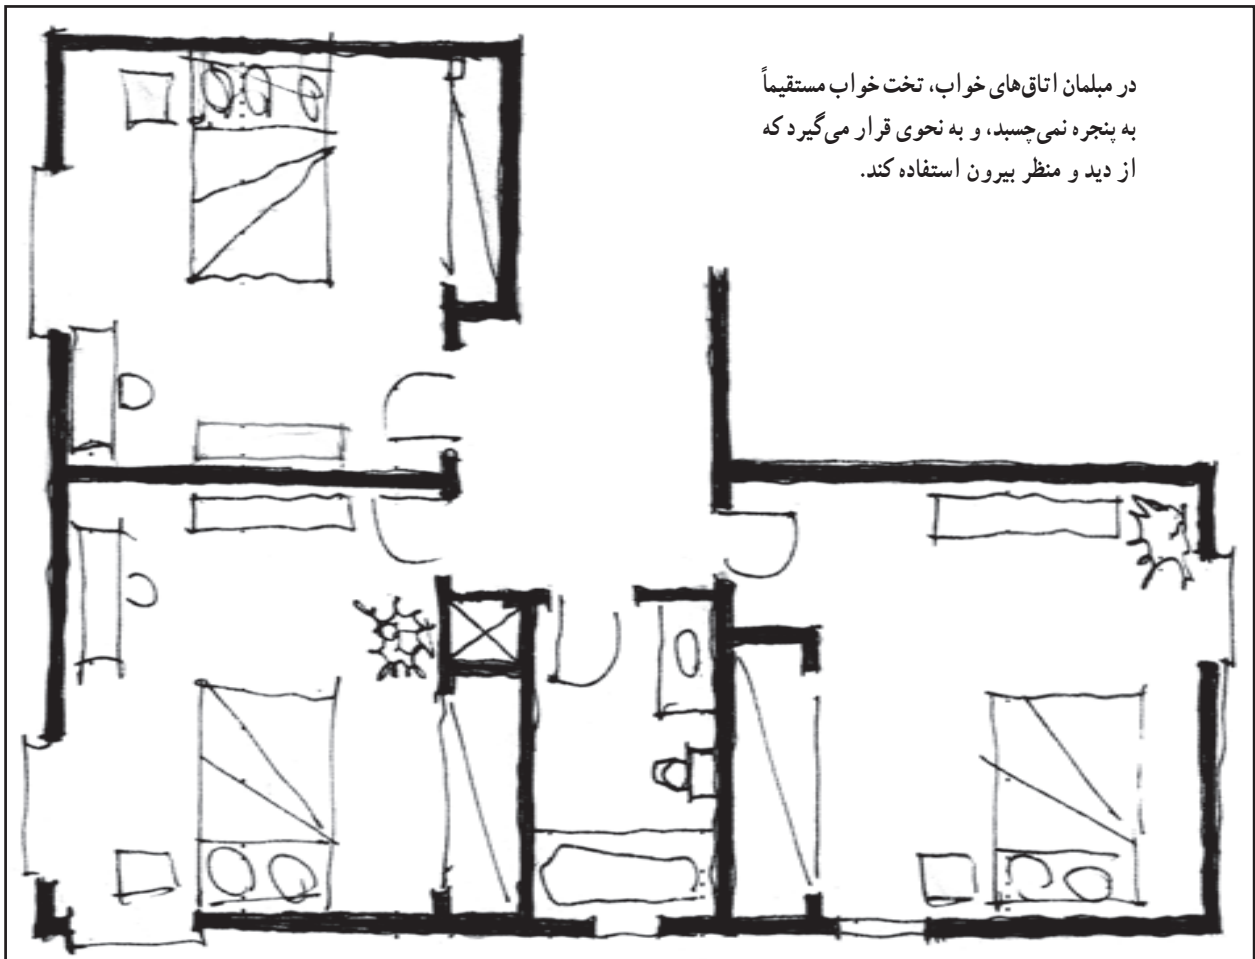 در مبلمان اتاق‌های خواب، تخت خواب مستقیماً
به پنجره نمی‌چسبد، و به نحوی قرار می‌گیرد که
از دید و منظر بیرون استفاده کند.